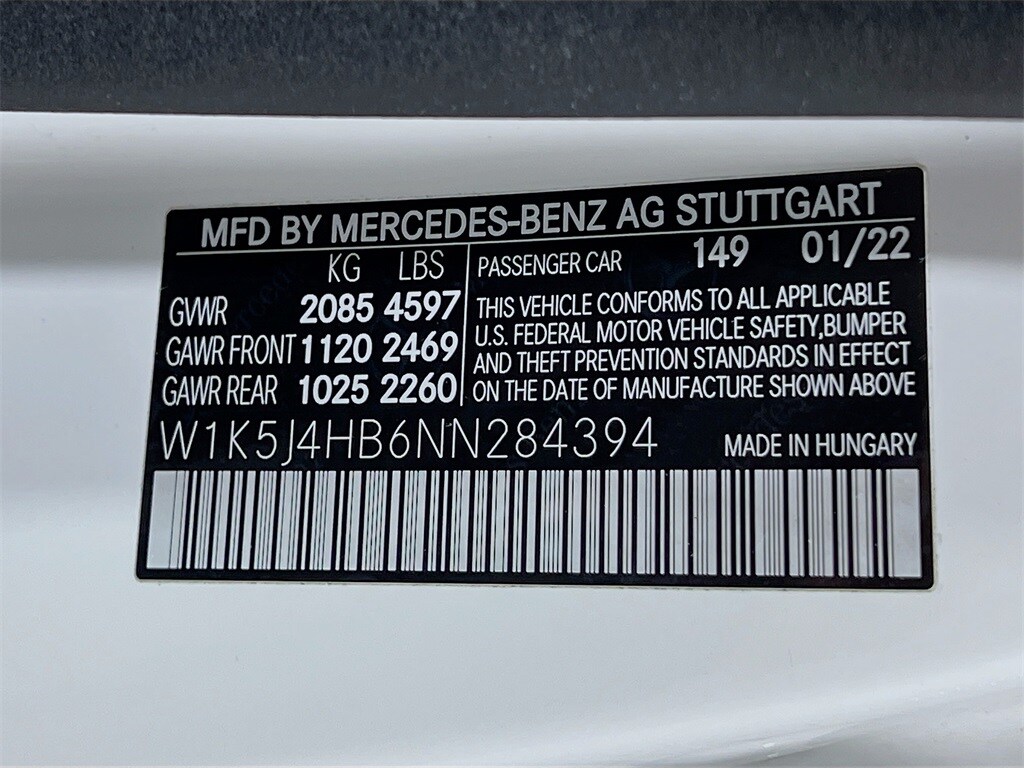 MFD BY MERCEDES-BENZ AG STUTTGART
KG LBS
GVWR 2085 4597
GAWR FRONT 1120 2469
GAWR REAR 1025 2260
PASSENGER CAR 149 01/22
THIS VEHICLE CONFORMS TO ALL APPLICABLE
U.S. FEDERAL MOTOR VEHICLE SAFETY,BUMPER
AND THEFT PREVENTION STANDARDS IN EFFECT
ON THE DATE OF MANUFACTURE SHOWN ABOVE
W1K5J4HB6NN284394 MADE IN HUNGARY